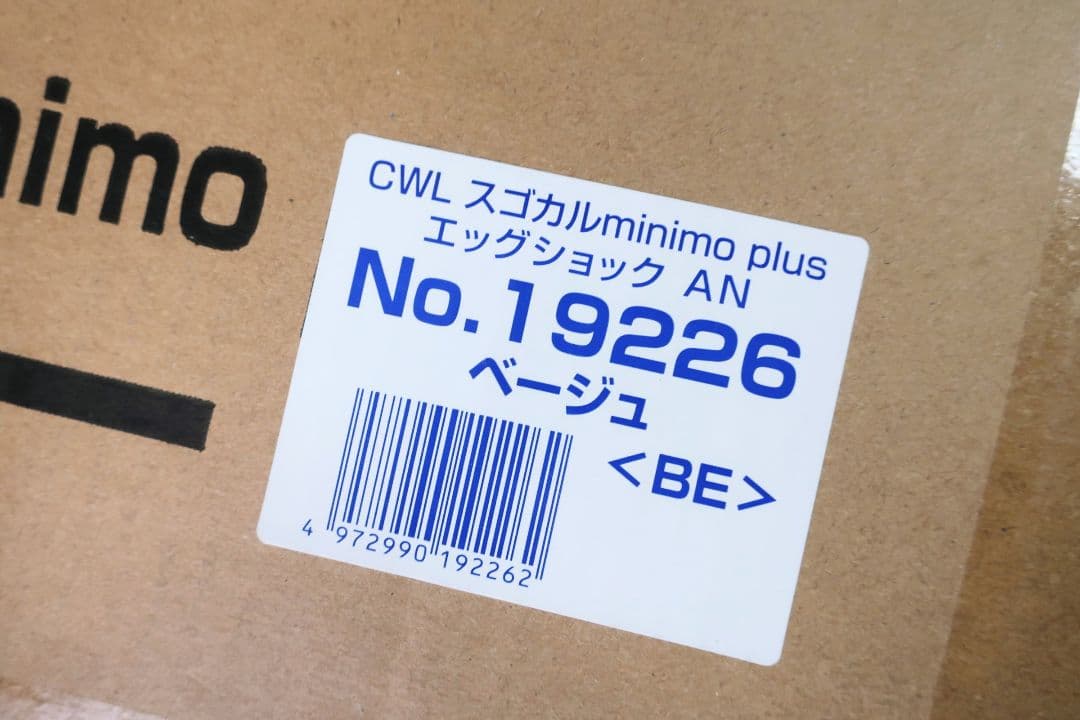 nimo
CWL スゴカルminimo plus
エッグショック AN
No.19226
ベージュ
<BE>
4 972990 192262